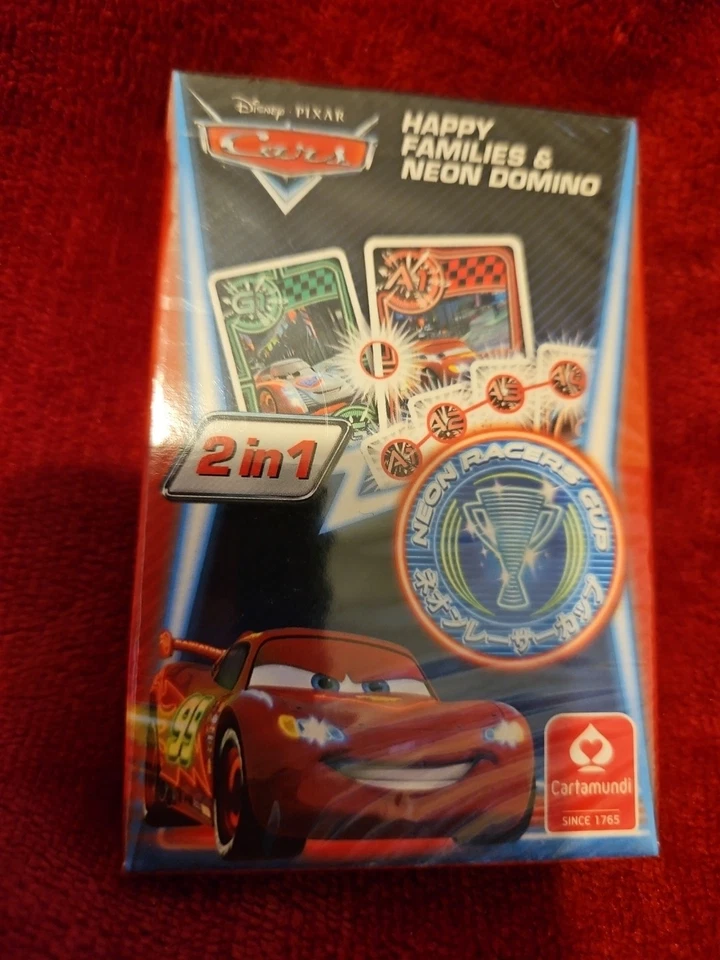 Disney · PIXAR
Cars
HAPPY
FAMILIES &
NEON DOMINO
A1
2 in 1
NEON RACERS CUP
ネオンレーサーカップ
Cartamundi
SINCE 1765